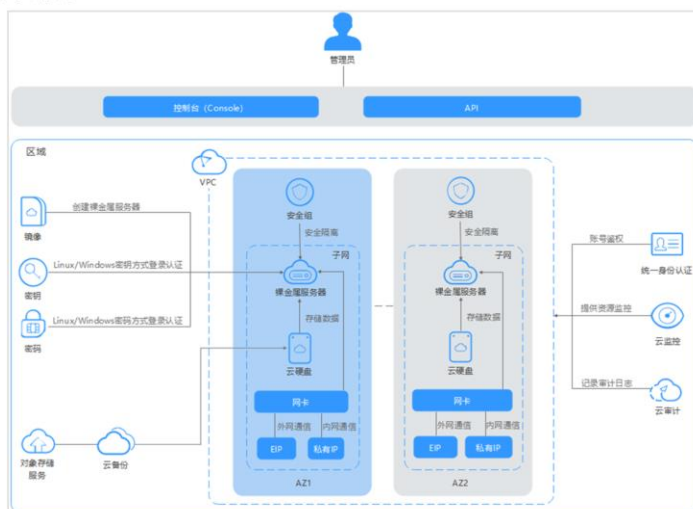 管理员
控制台（Console）
API
区域
VPC
安全组
安全组
创建裸金属服务器
安全隔离
安全隔离
账号鉴权
镜像
子网
子网
统一身份认证
Linux/Windows密钥方式登录认证
密钥
裸金属服务器
裸金属服务器
提供资源监控
Linux/Windows密码方式登录认证
存储数据
存储数据
云监控
密码
云硬盘
云硬盘
记录审计日志
网卡
网卡
云审计
外网通信
内网通信
外网通信
内网通信
对象存储
服务
云备份
EIP
私有IP
EIP
私有IP
AZ1
AZ2